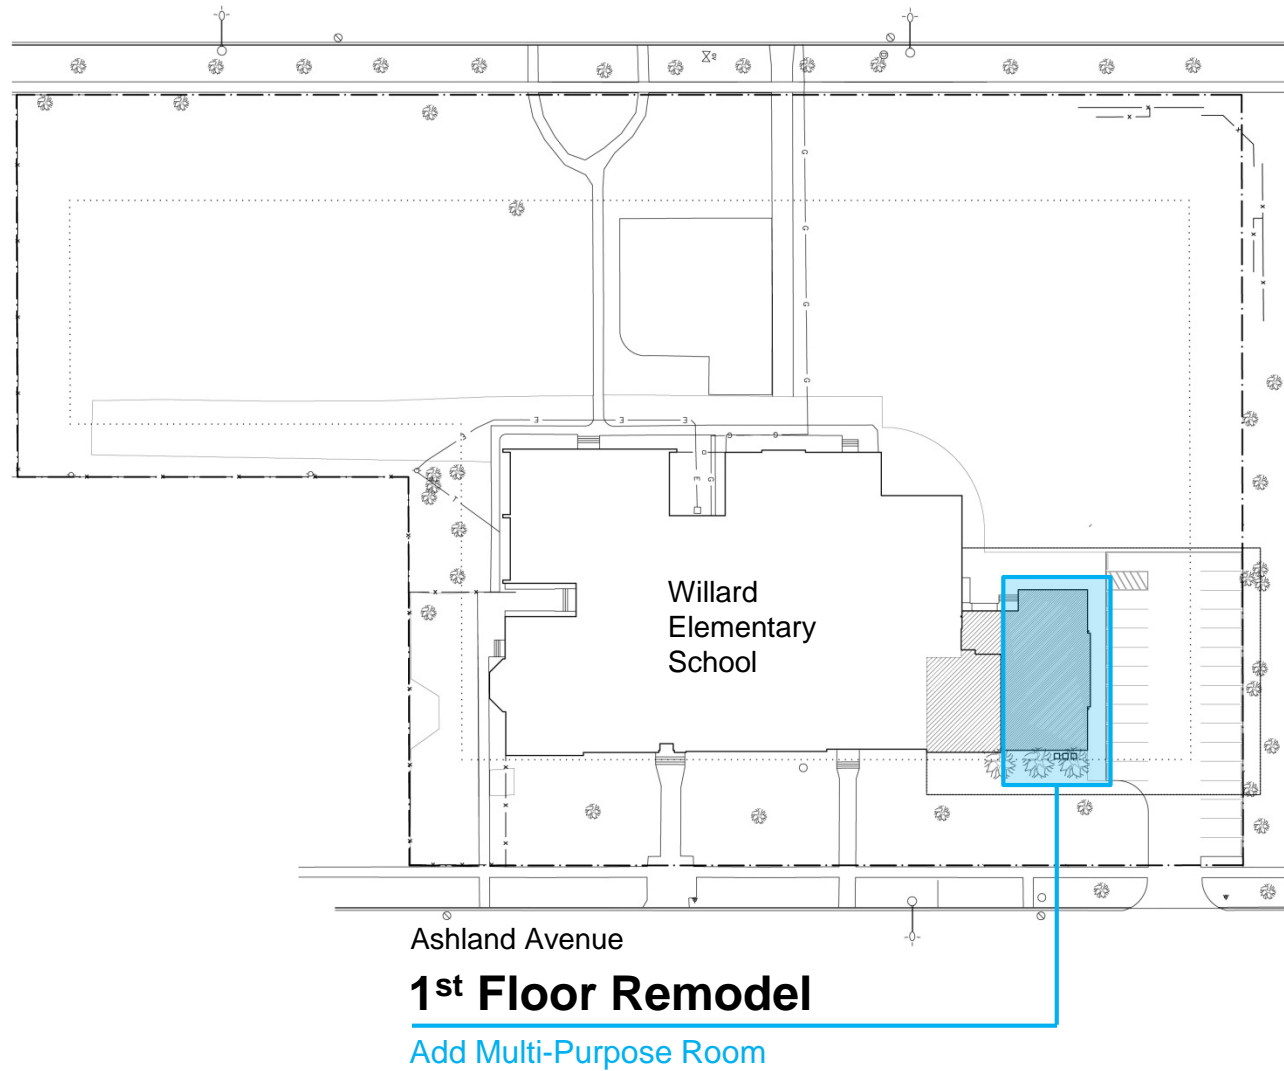 G
G
G
G
E
E
E
E
G
G
E
G
T
Willard
Elementary
School
Ashland Avenue
1st Floor Remodel
Add Multi-Purpose Room